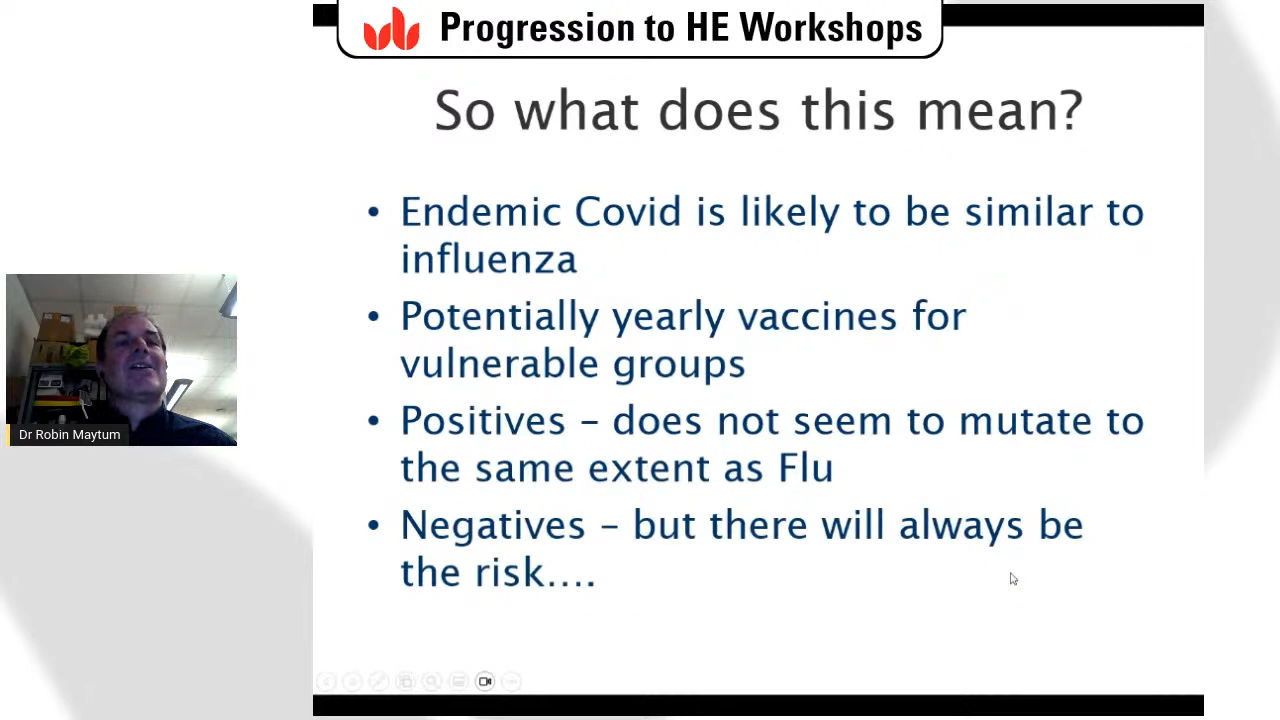 Progression to HE Workshops
So what does this mean?
• Endemic Covid is likely to be similar to
influenza
• Potentially yearly vaccines for
vulnerable groups
• Positives – does not seem to mutate to
the same extent as Flu
• Negatives – but there will always be
the risk....
Dr Robin Maytum